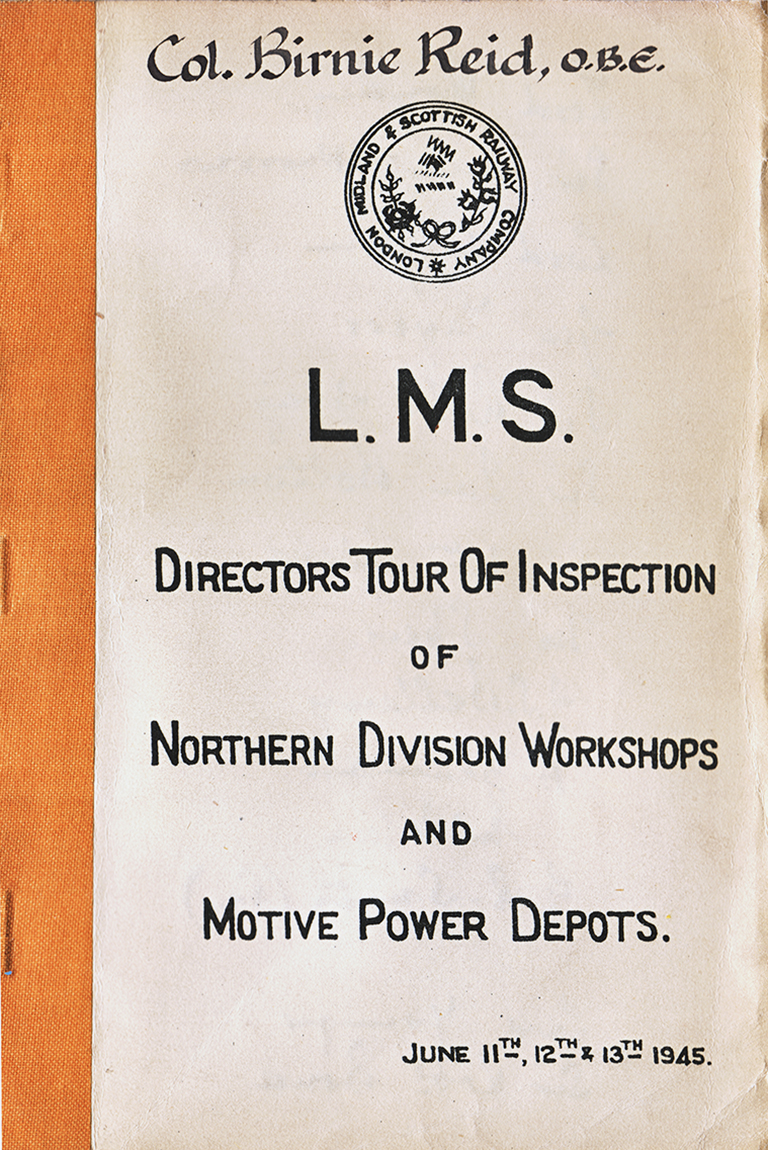 Col. Birnie Reid, O.B.E.
LONDON MIDLAND & SCOTTISH RAILWAY COMPANY
L.M.S.
DIRECTORS TOUR OF INSPECTION
OF
NORTHERN DIVISION WORKSHOPS
AND
MOTIVE POWER DEPOTS.
JUNE 11TH, 12TH & 13TH 1945.